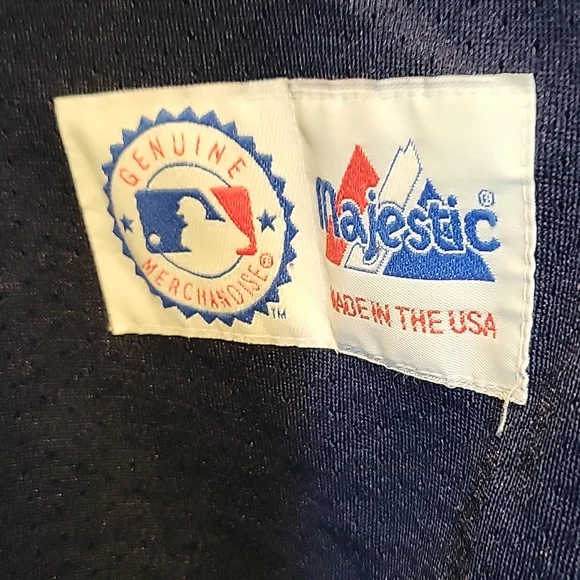 GENUINE
MERCHANDISE®
™
Majestic®
MADE IN THE USA